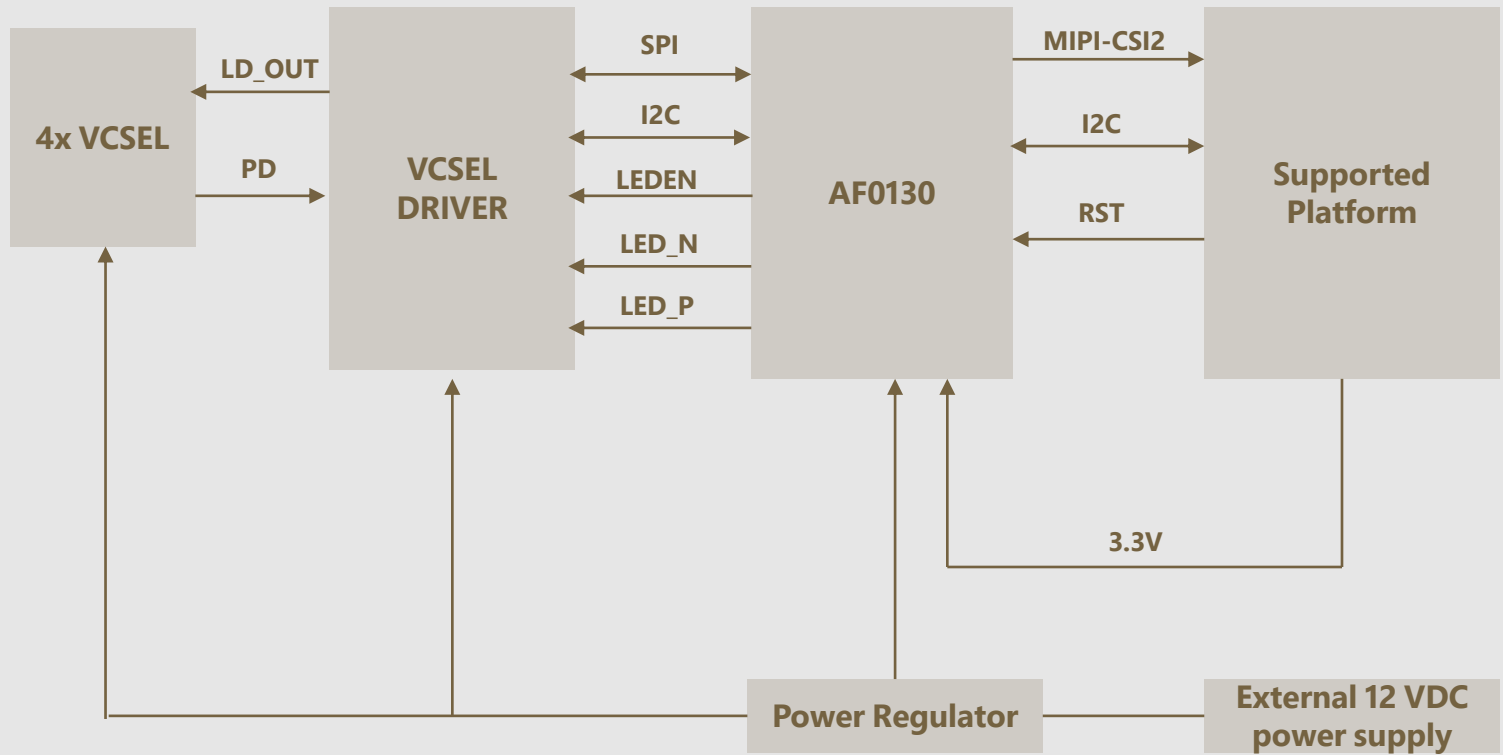 4x VCSEL
LD_OUT
PD
VCSEL
DRIVER
SPI
I2C
LEDEN
LED_N
LED_P
AF0130
MIPI-CSI2
I2C
RST
Supported
Platform
3.3V
Power Regulator
External 12 VDC
power supply